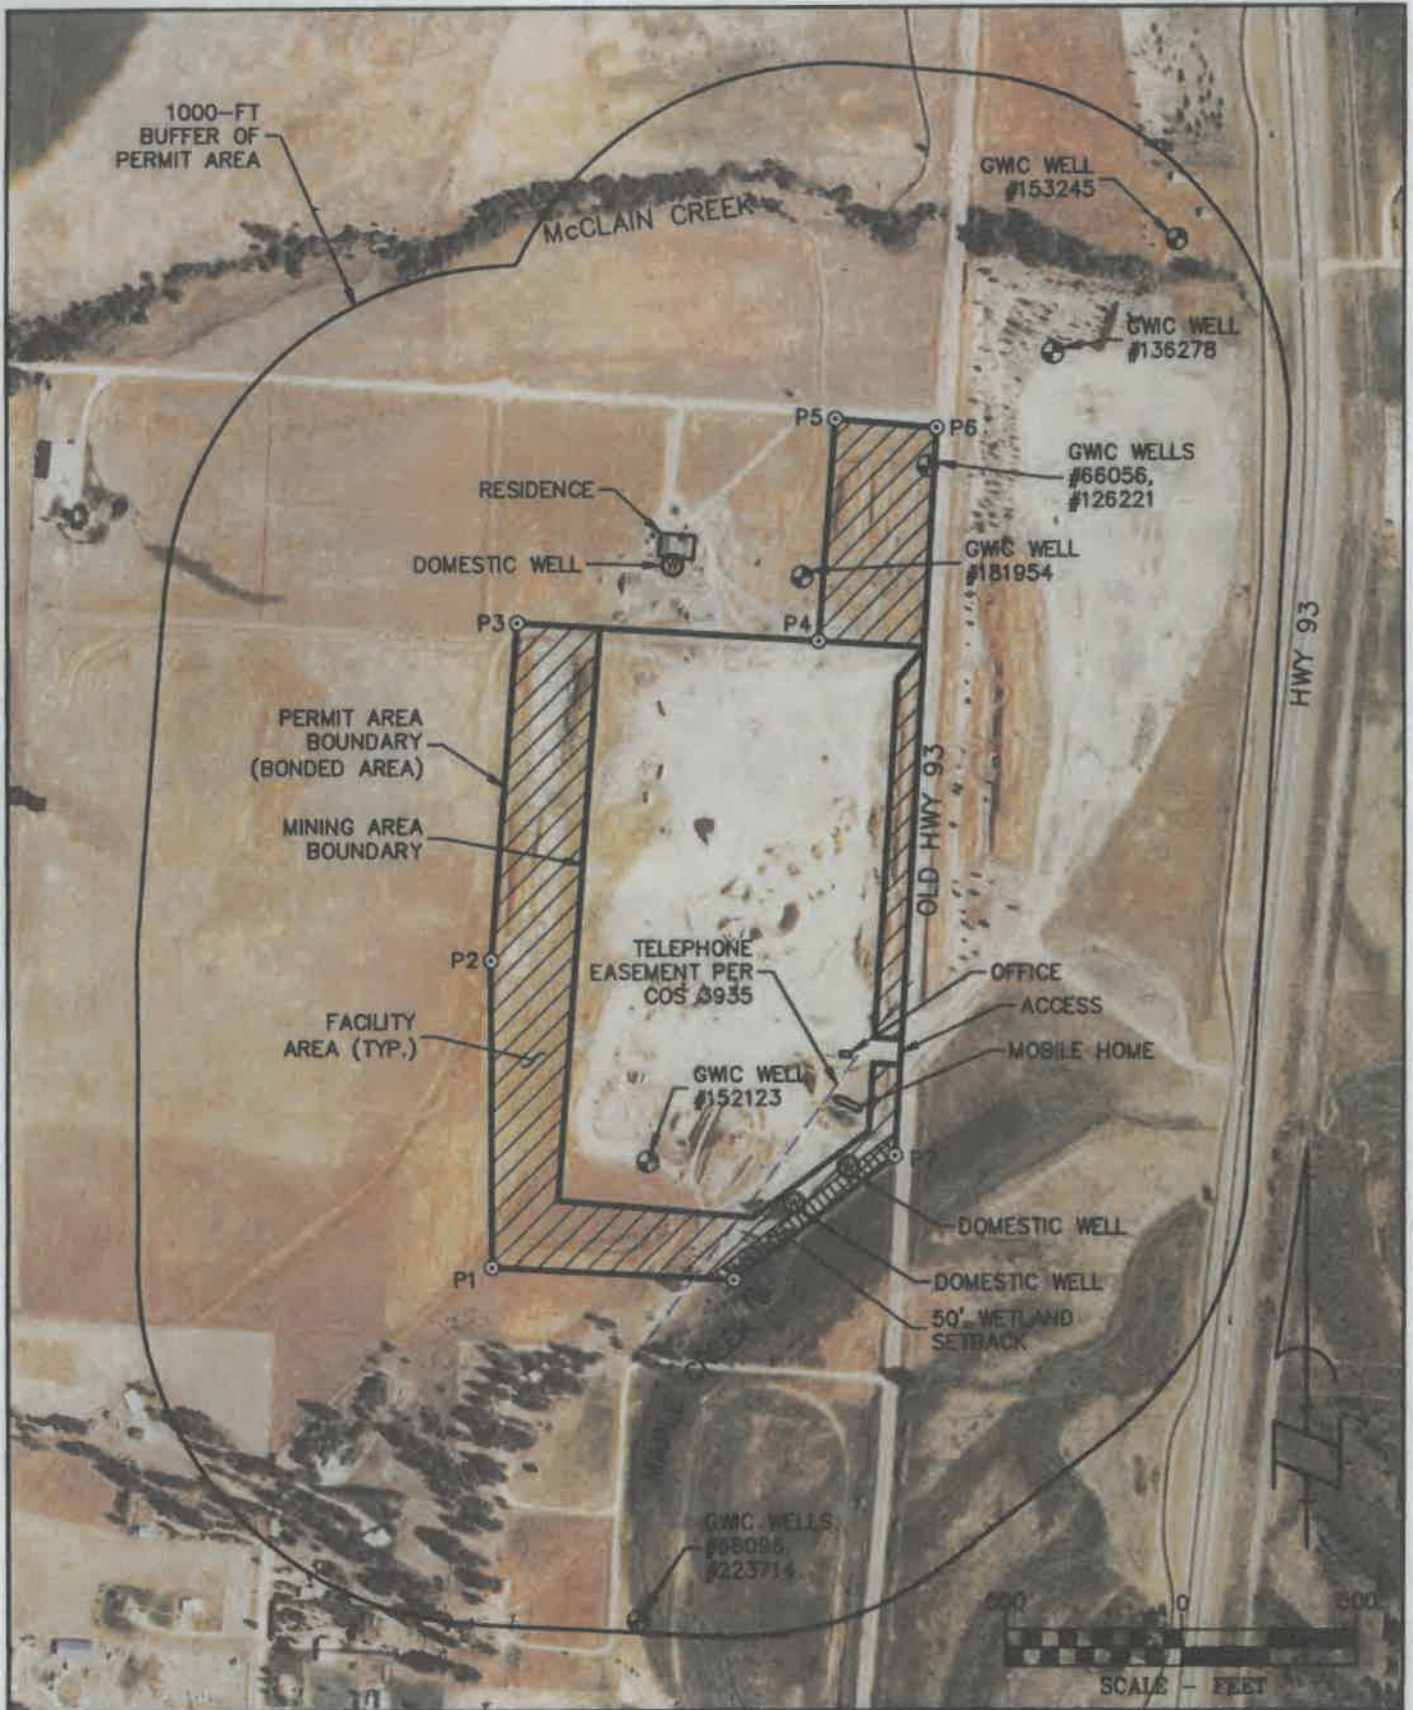 1000-FT
BUFFER OF
PERMIT AREA
McCLAIN CREEK
GWIC WELL
#153245
GWIC WELL
#136278
P5
P6
GWIC WELLS
#66056,
#126221
RESIDENCE
DOMESTIC WELL
GWIC WELL
#181954
P3
P4
HWY 93
PERMIT AREA
BOUNDARY
(BONDED AREA)
MINING AREA
BOUNDARY
OLD HWY 93
P2
TELEPHONE
EASEMENT PER
COS 3935
OFFICE
ACCESS
FACILITY
AREA (TYP.)
MOBILE HOME
GWIC WELL
#152123
P7
DOMESTIC WELL
P1
DOMESTIC WELL
50' WETLAND
SETBACK
GWIC WELLS
#223714
500 0 500
SCALE - FEET